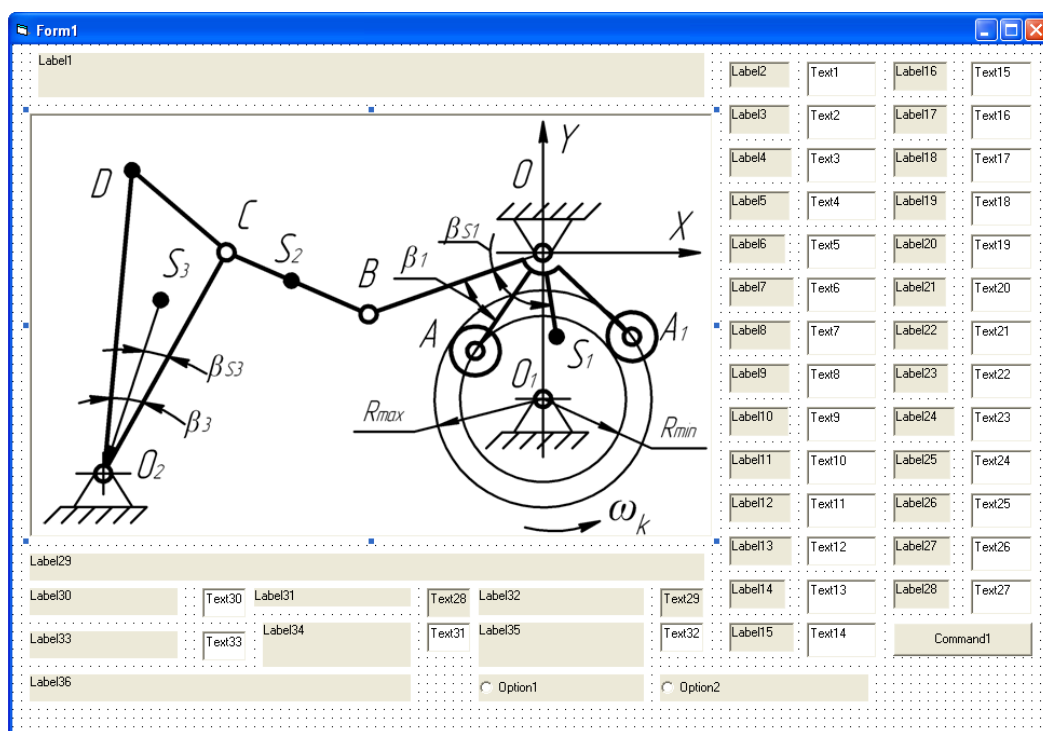 Form1
Label1
Label2 Text1 Label16 Text15
Label3 Text2 Label17 Text16
Label4 Text3 Label18 Text17
Label5 Text4 Label19 Text18
Label6 Text5 Label20 Text19
Label7 Text6 Label21 Text20
Label8 Text7 Label22 Text21
Label9 Text8 Label23 Text22
Label10 Text9 Label24 Text23
Label11 Text10 Label25 Text24
Label12 Text11 Label26 Text25
Label13 Text12 Label27 Text26
Label14 Text13 Label28 Text27
Label15 Text14 Command1
Y
O
D
C
βS1
X
S3
S2
β1
B
A
S1
A1
βS3
O1
Rmax
β3
Rmin
O2
ωk
Label29
Label30 Text30 Label31 Text28 Label32 Text29
Label33 Text33 Label34 Text31 Label35 Text32
Label36 Option1 Option2